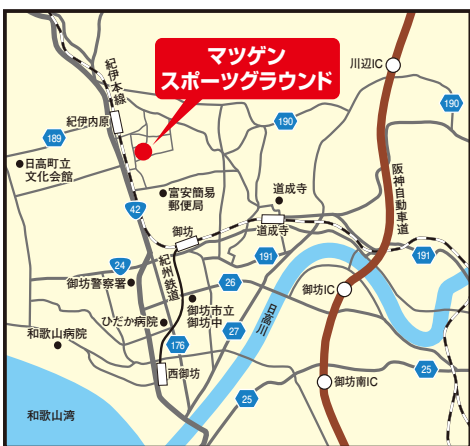 マツゲン
スポーツグラウンド
川辺IC
紀伊本線
190
190
紀伊内原
189
日高町立
文化会館
阪神自動車道
富安簡易
郵便局
道成寺
42
御坊
道成寺
191
191
24
紀州鉄道
御坊警察署
26
御坊IC
日高川
御坊市立
御坊中
ひだか病院
27
和歌山病院
176
西御坊
25
御坊南IC
25
和歌山湾